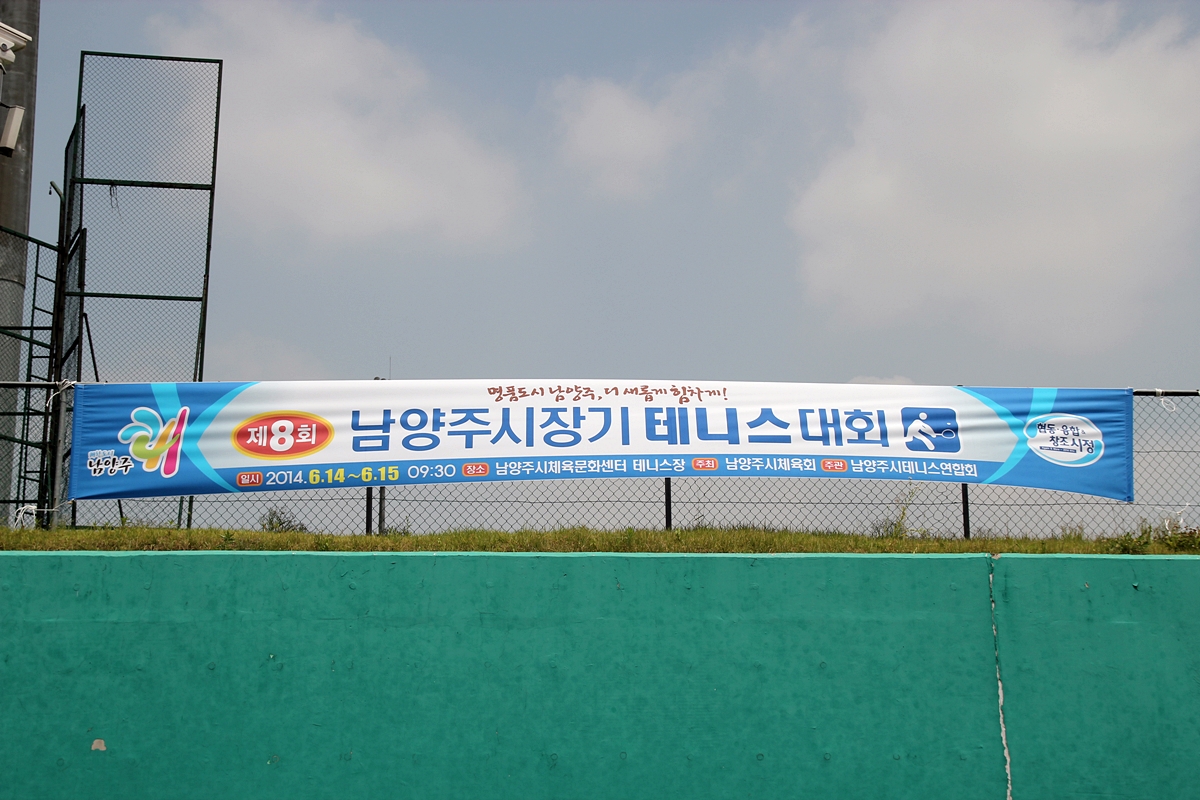 명품도시 남양주, 더 새롭게 힘차게!
제8회 남양주시장기 테니스대회
일시 2014. 6.14~6.15 09:30 장소 남양주시체육문화센터 테니스장 주최 남양주시체육회 주관 남양주시테니스연합회
남양주
협동·융합&
창조시정